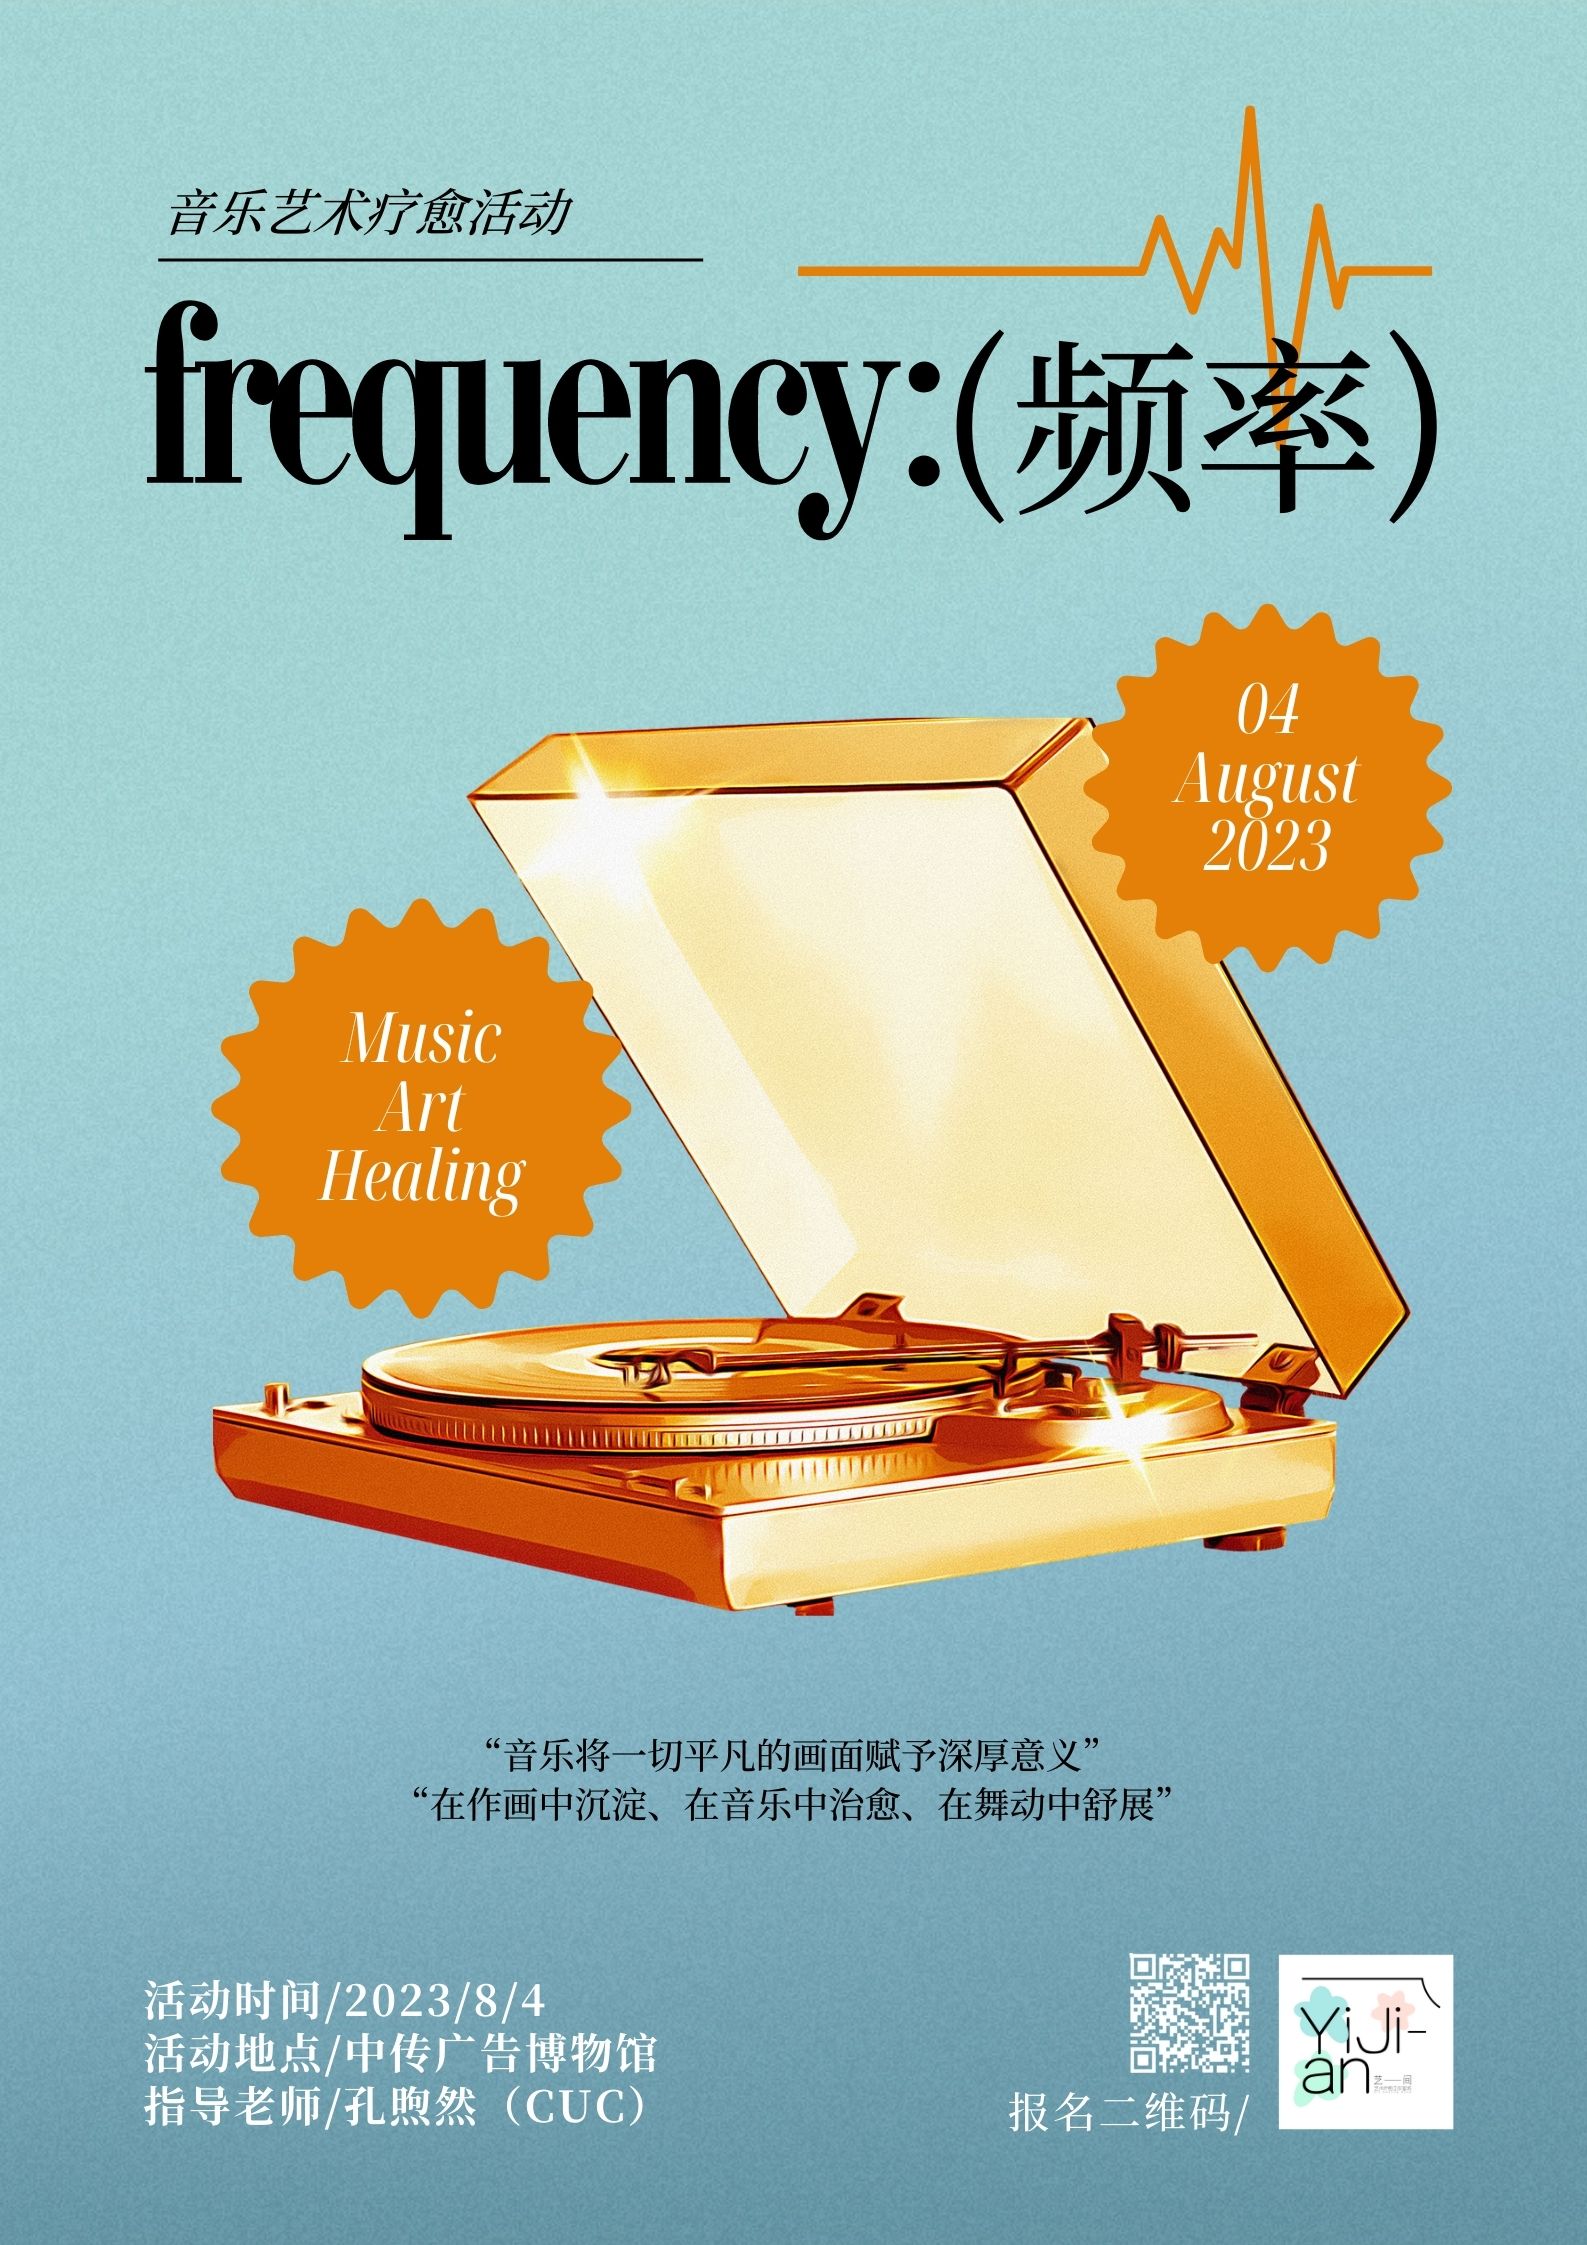 音乐艺术疗愈活动
frequency:(频率)
04
August
2023
Music
Art
Healing
“音乐将一切平凡的画面赋予深厚意义”
“在作画中沉淀、在音乐中治愈、在舞动中舒展”
活动时间/2023/8/4
活动地点/中传广告博物馆
指导老师/孔煦然（CUC）
报名二维码/
YiJi-
an
艺一间